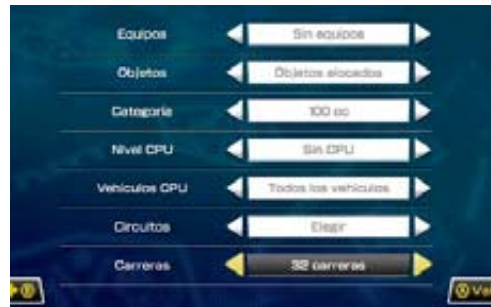 Equipos Sin equipos
Objetos Objetos alocados
Categoría 100 cc
Nivel CPU Sin CPU
Vehículos CPU Todos los vehículos
Circuitos Elegir
Carreras 32 carreras